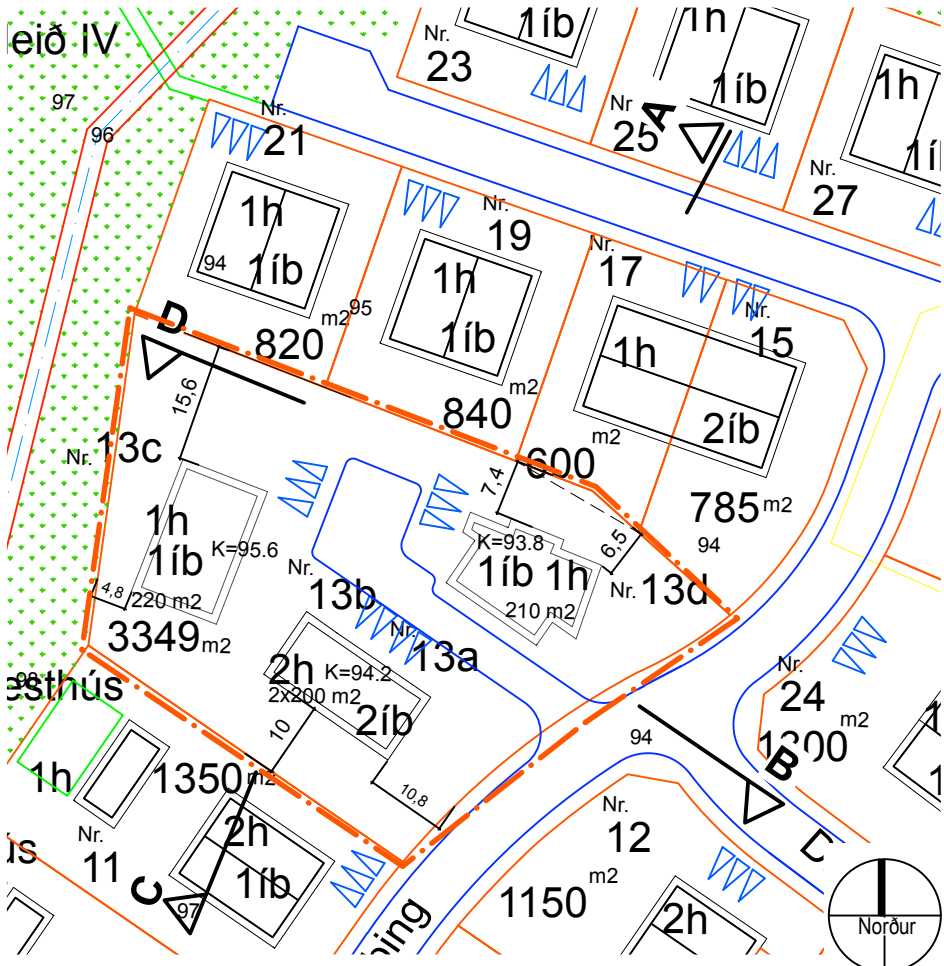 eið IV
97
96
Nr.
21
1h
1íb
94
820 m2
95
Nr.
19
1h
1íb
840 m2
Nr.
23
1íb
1h
1íb
Nr
25
A
Nr.
27
1h
Nr.
17
1h
600 m2
Nr.
15
2íb
785 m2
94
D
15,6
Nr. 13c
1h
1íb
K=95.6
4,8
220 m2
3349 m2
Nr.
13b
Nr.
13a
2h
K=94.2
2x200 m2
2íb
10
10,8
7,4
6,5
K=93.8
1íb 1h
210 m2
Nr. 13d
98
esthús
1h
1350 m2
Nr.
11
2h
1íb
C
97
94
B
Nr.
24
1300 m2
Nr.
12
1150 m2
2h
Norður